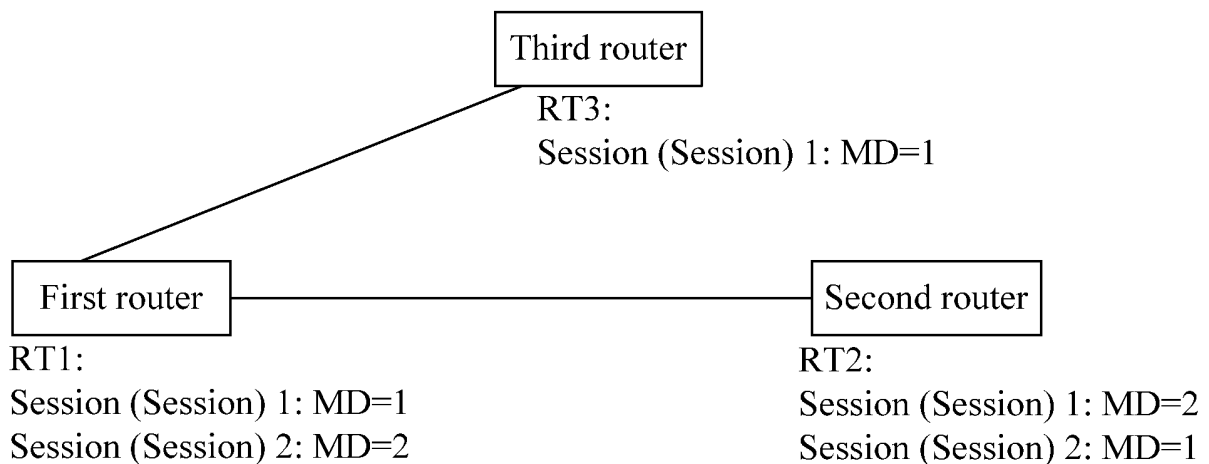 Third router
RT3:
Session (Session) 1: MD=1
First router
RT1:
Session (Session) 1: MD=1
Session (Session) 2: MD=2
Second router
RT2:
Session (Session) 1: MD=2
Session (Session) 2: MD=1